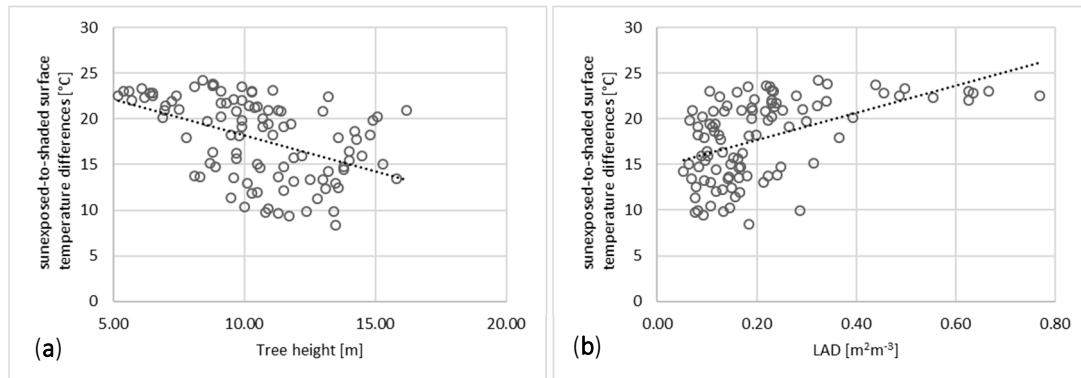 sunexposed-to-shaded surface
temperature differences [°C]
30
25
20
15
10
5
0
5.00 10.00 15.00 20.00
(a) Tree height [m]
sunexposed-to-shaded surface
temperature differences [°C]
30
25
20
15
10
5
0
0.00 0.20 0.40 0.60 0.80
(b) LAD [m²m⁻³]